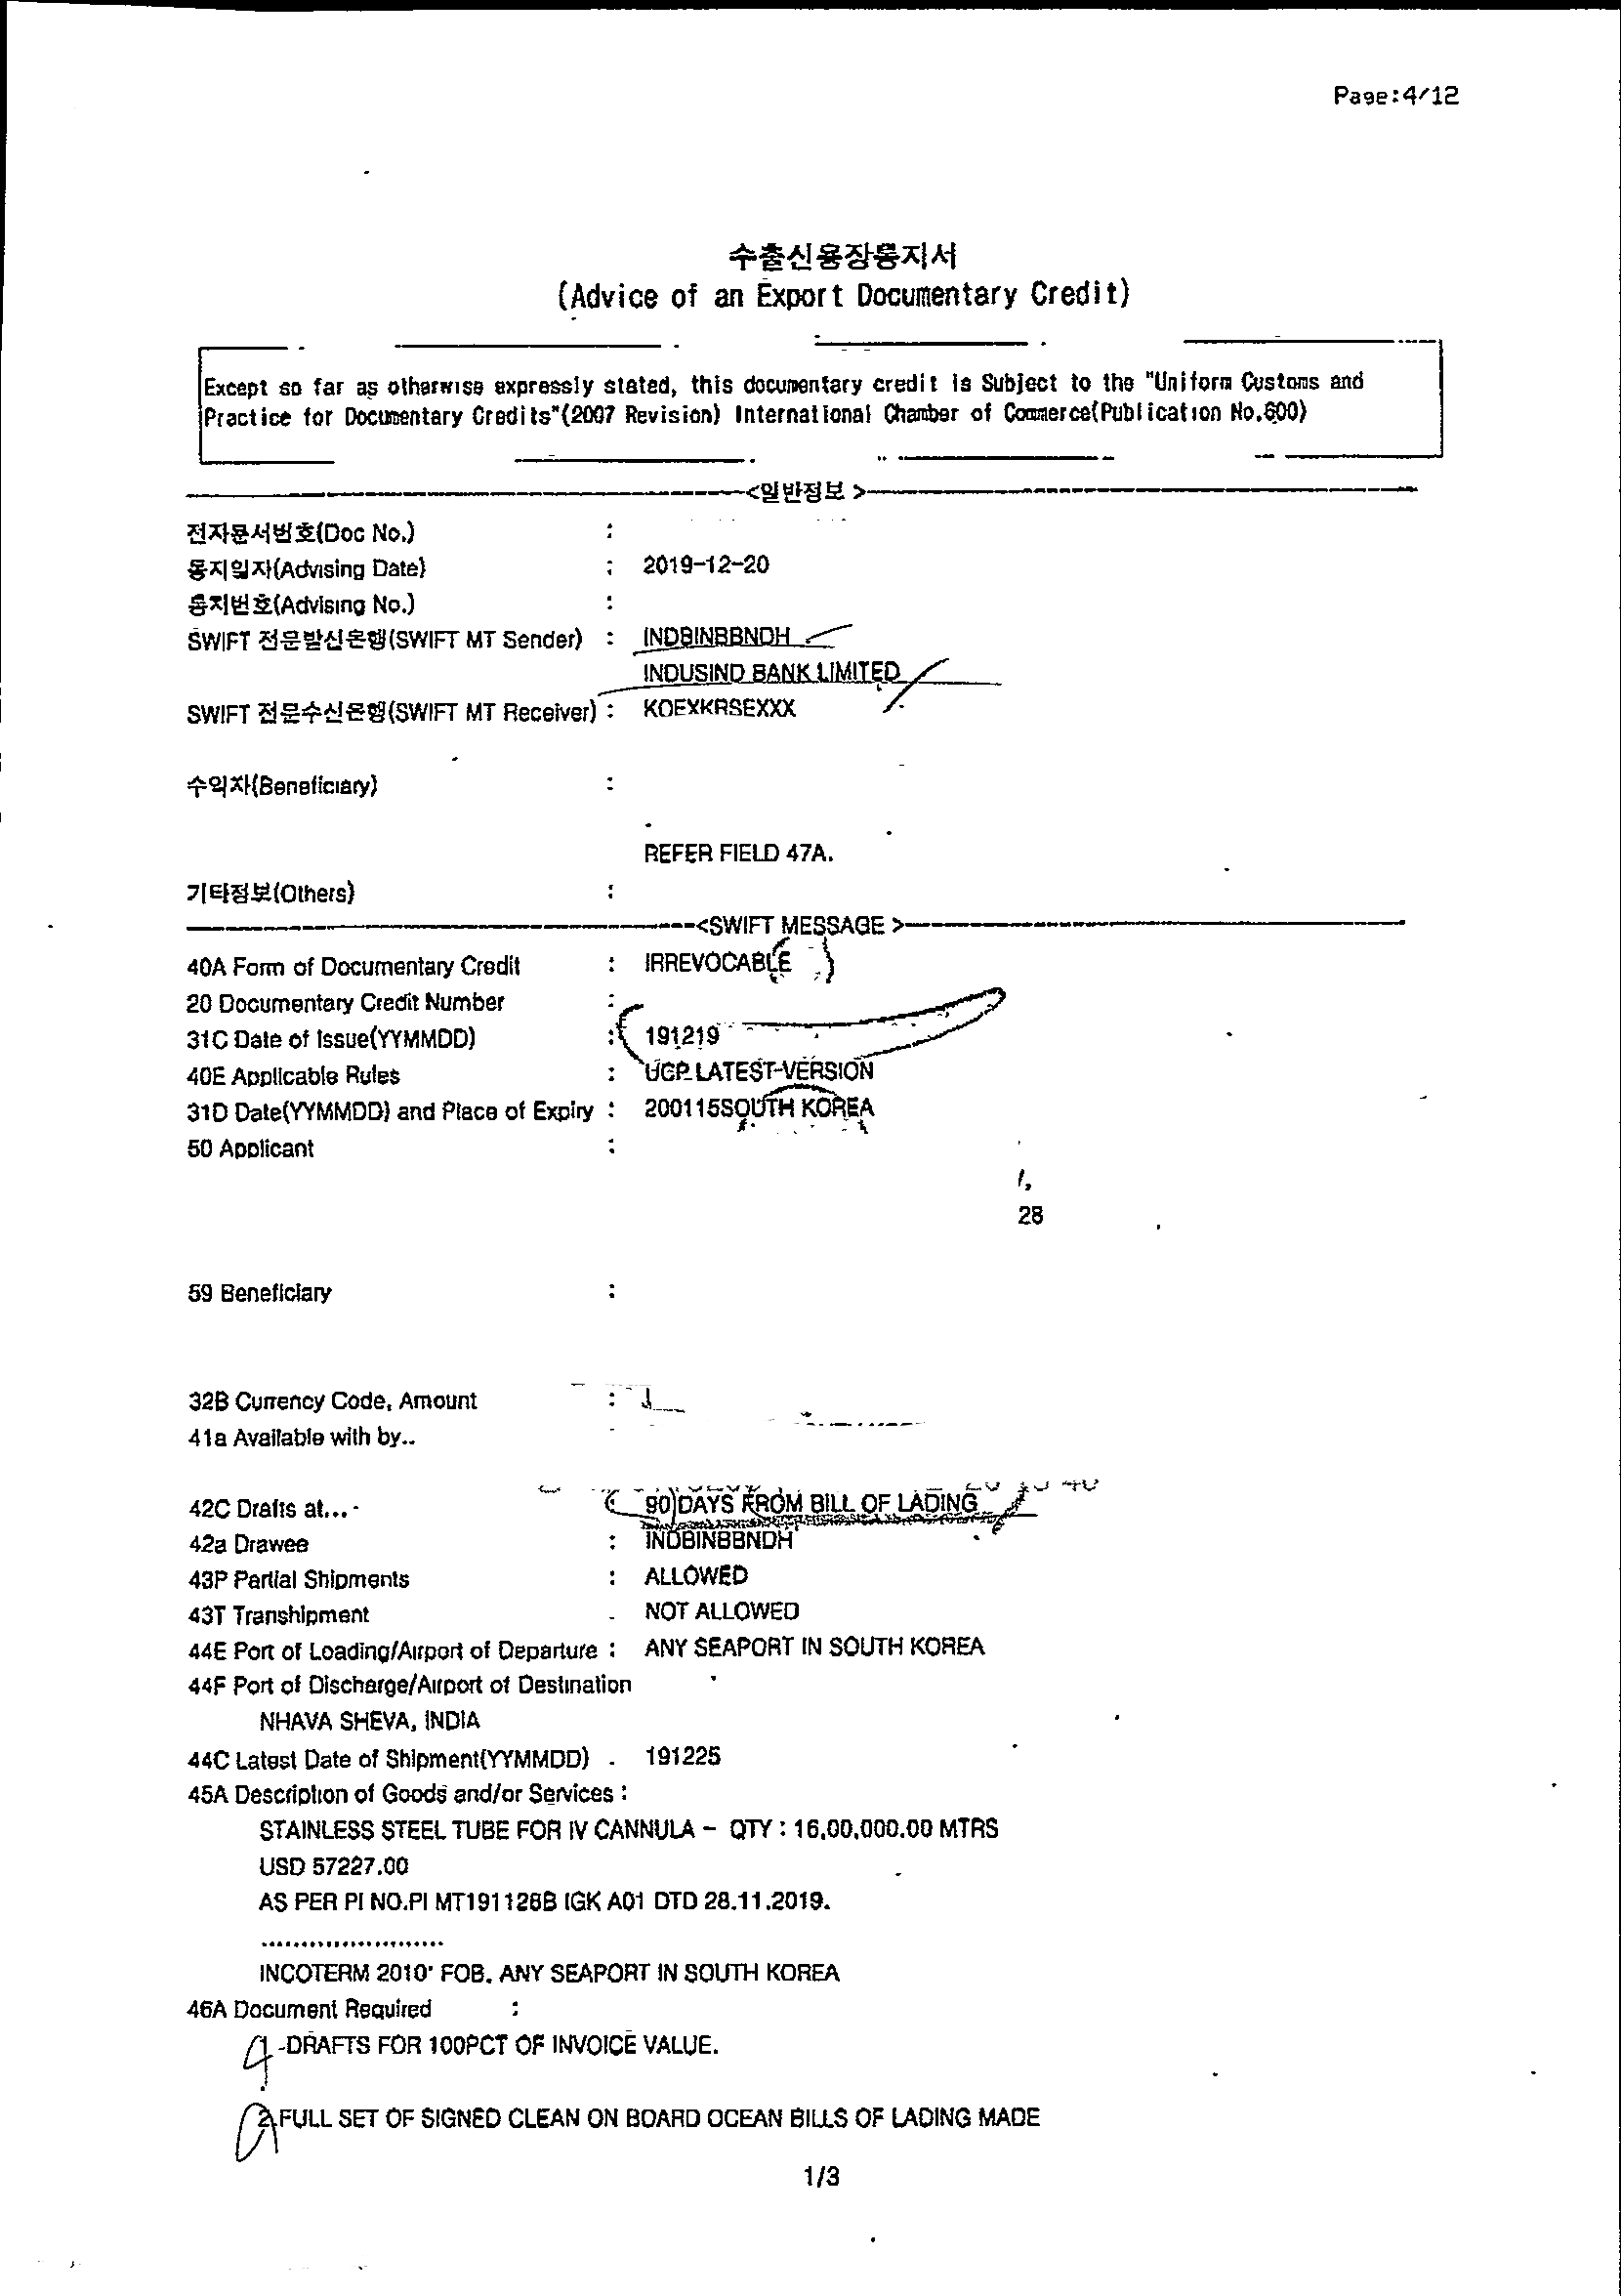 Page:4/12
수출신용장통지서
(Advice of an Export Documentary Credit)
Except so far as otherwise expressly stated, this documentary credit is Subject to the "Uniform Customs and
Practice for Documentary Credits"(2007 Revision) International Chamber of Commerce(Publication No.600)
<일반정보 >
전자문서번호(Doc No.) :
통지일자(Advising Date) : 2019-12-20
통지번호(Advising No.) :
SWIFT 전문발신은행(SWIFT MT Sender) : INDBINBBNDH
INDUSIND BANK LIMITED
SWIFT 전문수신은행(SWIFT MT Receiver) : KOEXKRSEXXX
수익자(Beneficiary) :
REFER FIELD 47A.
기타정보(Others) :
<SWIFT MESSAGE >
40A Form of Documentary Credit : IRREVOCABLE
20 Documentary Credit Number :
31C Date of Issue(YYMMDD) : 191219
40E Applicable Rules : UCP LATEST-VERSION
31D Date(YYMMDD) and Place of Expiry : 200115SOUTH KOREA
50 Applicant :
28
59 Beneficiary :
32B Currency Code, Amount :
41a Available with by..
42C Drafts at... - 90 DAYS FROM BILL OF LADING
42a Drawee : INDBINBBNDH
43P Partial Shipments : ALLOWED
43T Transhipment . NOT ALLOWED
44E Port of Loading/Airport of Departure : ANY SEAPORT IN SOUTH KOREA
44F Port of Discharge/Airport of Destination
NHAVA SHEVA, INDIA
44C Latest Date of Shipment(YYMMDD) . 191225
45A Description of Goods and/or Services :
STAINLESS STEEL TUBE FOR IV CANNULA - QTY : 16,00,000.00 MTRS
USD 57227.00
AS PER PI NO.PI MT191128B IGK A01 DTD 28.11.2019.
.......................
INCOTERM 2010' FOB, ANY SEAPORT IN SOUTH KOREA
46A Document Required :
1-DRAFTS FOR 100PCT OF INVOICE VALUE.
2 FULL SET OF SIGNED CLEAN ON BOARD OCEAN BILLS OF LADING MADE
1/3